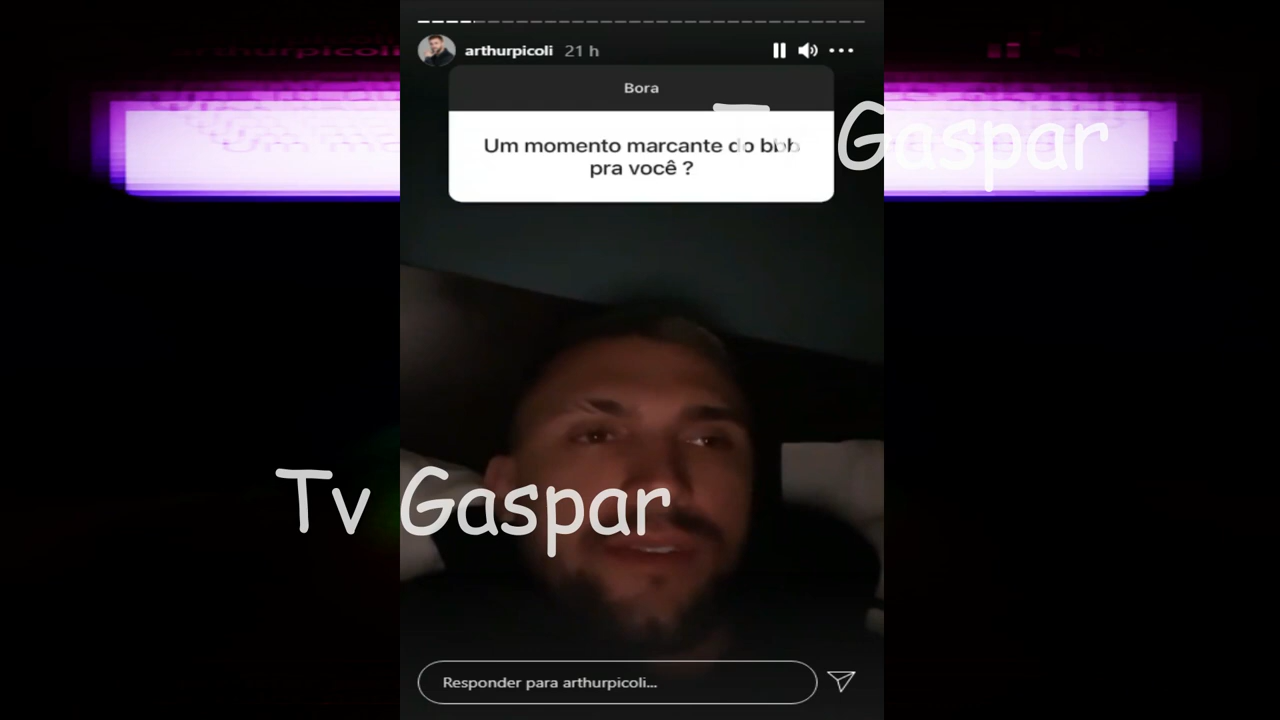 arthurpicoli 21 h
Bora
Um momento marcante do bbb
pra você ?
Gaspar
Tv Gaspar
Responder para arthurpicoli...